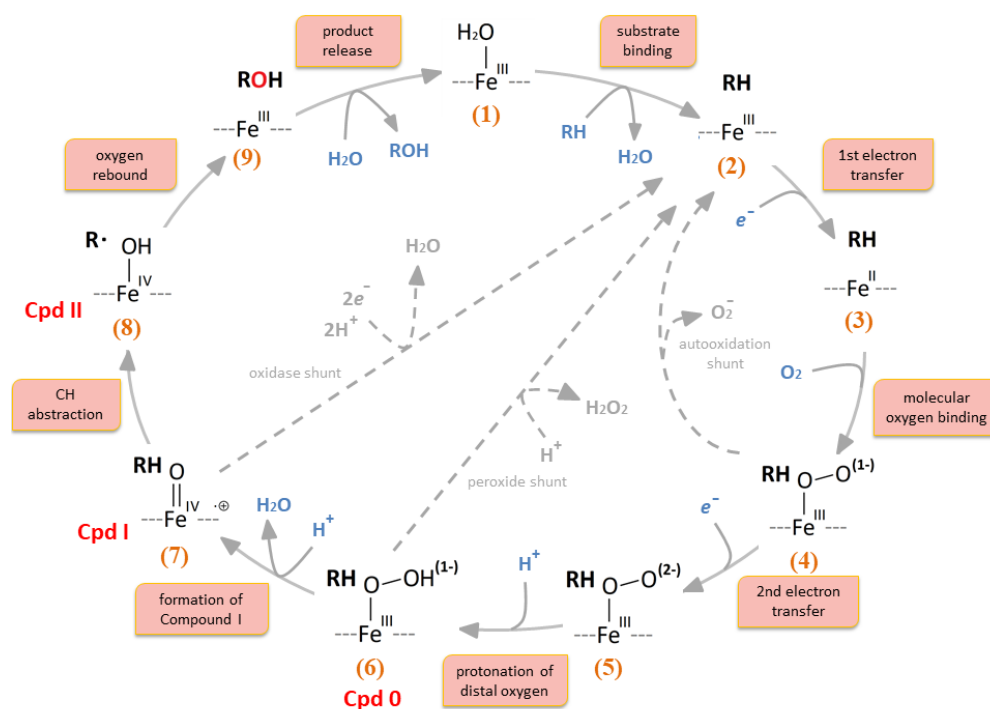 product
release
H₂O
Fe III
(1)
substrate
binding
RH
H₂O
RH
Fe III
(2)
1st electron
transfer
e⁻
RH
Fe II
(3)
O₂
molecular
oxygen binding
autooxidation
shunt
O₂⁻
RH O O(1-)
Fe III
(4)
e⁻
2nd electron
transfer
RH O O(2-)
Fe III
(5)
H⁺
protonation of
distal oxygen
RH O OH(1-)
Fe III
(6)
Cpd 0
peroxide shunt
H⁺
H₂O₂
H⁺
H₂O
formation of
Compound I
RH O
Fe IV ·⊕
Cpd I
(7)
oxidase shunt
2e⁻
2H⁺
H₂O
CH
abstraction
R· OH
Fe IV
Cpd II
(8)
oxygen
rebound
ROH
Fe III
(9)
H₂O
ROH